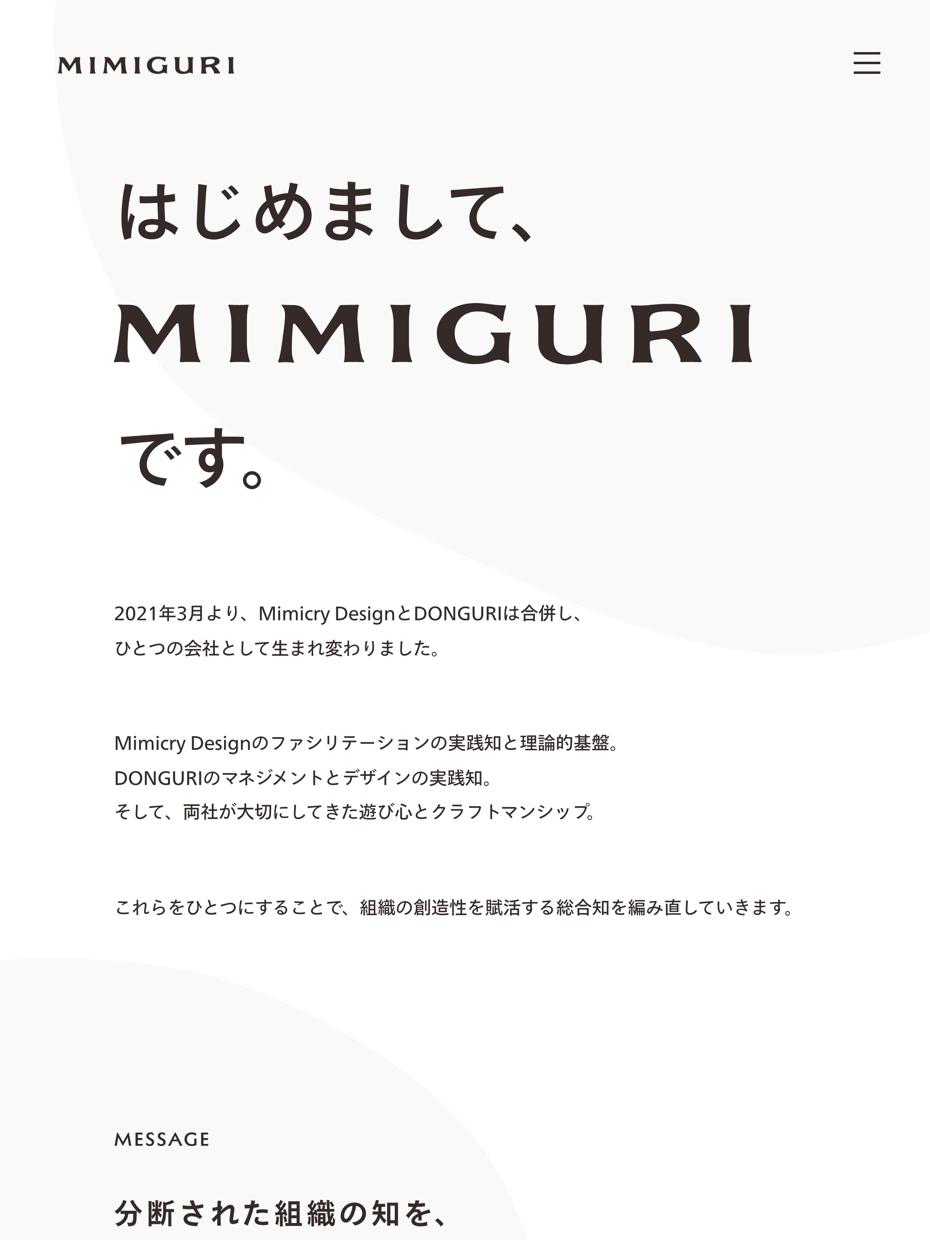 MIMIGURI
はじめまして、
MIMIGURI
です。
2021年3月より、Mimicry DesignとDONGURIは合併し、
ひとつの会社として生まれ変わりました。
Mimicry Designのファシリテーションの実践知と理論的基盤。
DONGURIのマネジメントとデザインの実践知。
そして、両社が大切にしてきた遊び心とクラフトマンシップ。
これらをひとつにすることで、組織の創造性を賦活する総合知を編み直していきます。
MESSAGE
分断された組織の知を、